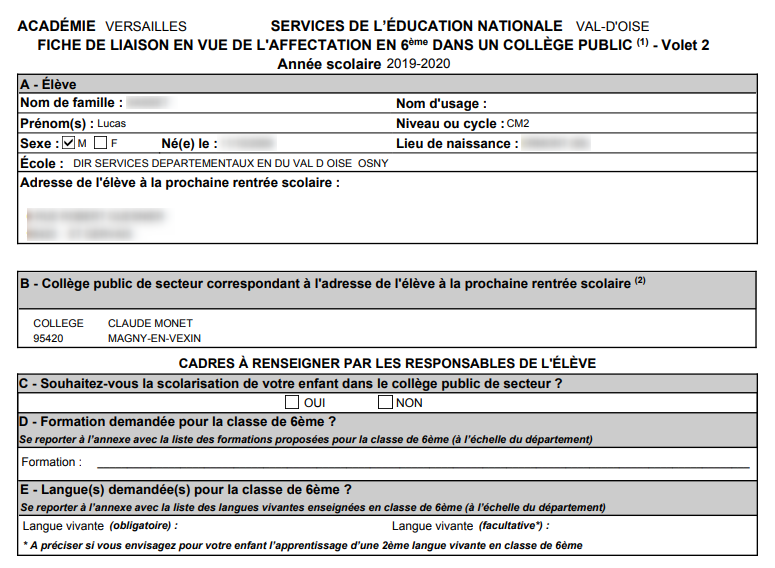 ACADÉMIE VERSAILLES SERVICES DE L'ÉDUCATION NATIONALE VAL-D'OISE
FICHE DE LIAISON EN VUE DE L'AFFECTATION EN 6ème DANS UN COLLÈGE PUBLIC (1) - Volet 2
Année scolaire 2019-2020
A - Élève
Nom de famille : Nom d'usage :
Prénom(s) : Lucas Niveau ou cycle : CM2
Sexe : M F Né(e) le : Lieu de naissance :
École : DIR SERVICES DEPARTEMENTAUX EN DU VAL D OISE OSNY
Adresse de l'élève à la prochaine rentrée scolaire :
B - Collège public de secteur correspondant à l'adresse de l'élève à la prochaine rentrée scolaire (2)
COLLEGE CLAUDE MONET
95420 MAGNY-EN-VEXIN
CADRES À RENSEIGNER PAR LES RESPONSABLES DE L'ÉLÈVE
C - Souhaitez-vous la scolarisation de votre enfant dans le collège public de secteur ?
OUI NON
D - Formation demandée pour la classe de 6ème ?
Se reporter à l'annexe avec la liste des formations proposées pour la classe de 6ème (à l'échelle du département)
Formation :
E - Langue(s) demandée(s) pour la classe de 6ème ?
Se reporter à l'annexe avec la liste des langues vivantes enseignées en classe de 6ème (à l'échelle du département)
Langue vivante (obligatoire) : Langue vivante (facultative*) :
* A préciser si vous envisagez pour votre enfant l'apprentissage d'une 2ème langue vivante en classe de 6ème